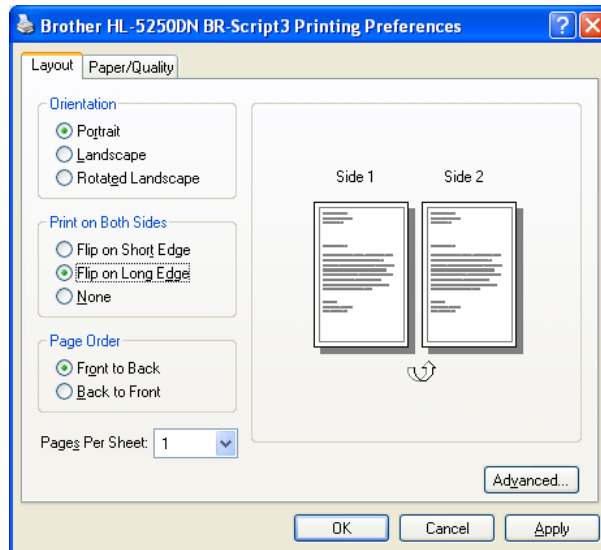 Brother HL-5250DN BR-Script3 Printing Preferences
Layout Paper/Quality
Orientation
Portrait
Landscape
Rotated Landscape
Print on Both Sides
Flip on Short Edge
Flip on Long Edge
None
Page Order
Front to Back
Back to Front
Pages Per Sheet: 1
Side 1 Side 2
Advanced...
OK Cancel Apply